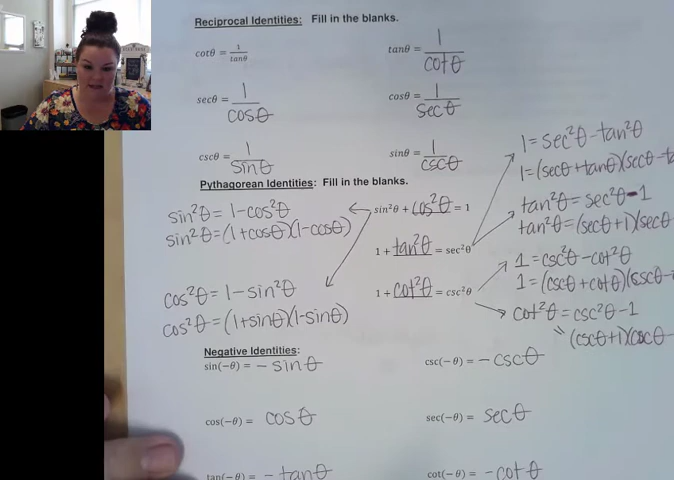 Reciprocal Identities: Fill in the blanks.
cotθ = 1/tanθ
tanθ = 1/cotθ
secθ = 1/cosθ
cosθ = 1/secθ
cscθ = 1/sinθ
sinθ = 1/cscθ
Pythagorean Identities: Fill in the blanks.
sin²θ + cos²θ = 1
sin²θ = 1-cos²θ
sin²θ = (1+cosθ)(1-cosθ)
cos²θ = 1-sin²θ
cos²θ = (1+sinθ)(1-sinθ)
1 + tan²θ = sec²θ
1 = sec²θ-tan²θ
1=(secθ+tanθ)(secθ-t
tan²θ = sec²θ-1
tan²θ=(secθ+1)(secθ
1 + cot²θ = csc²θ
1 = csc²θ-cot²θ
1 = (cscθ+cotθ)(cscθ-
cot²θ = csc²θ-1
" (cscθ+1)(cscθ-
Negative Identities:
sin(−θ) = -sinθ
csc(−θ) = -cscθ
cos(−θ) = cosθ
sec(−θ) = secθ
tan(−θ) = -tanθ
cot(−θ) = -cotθ